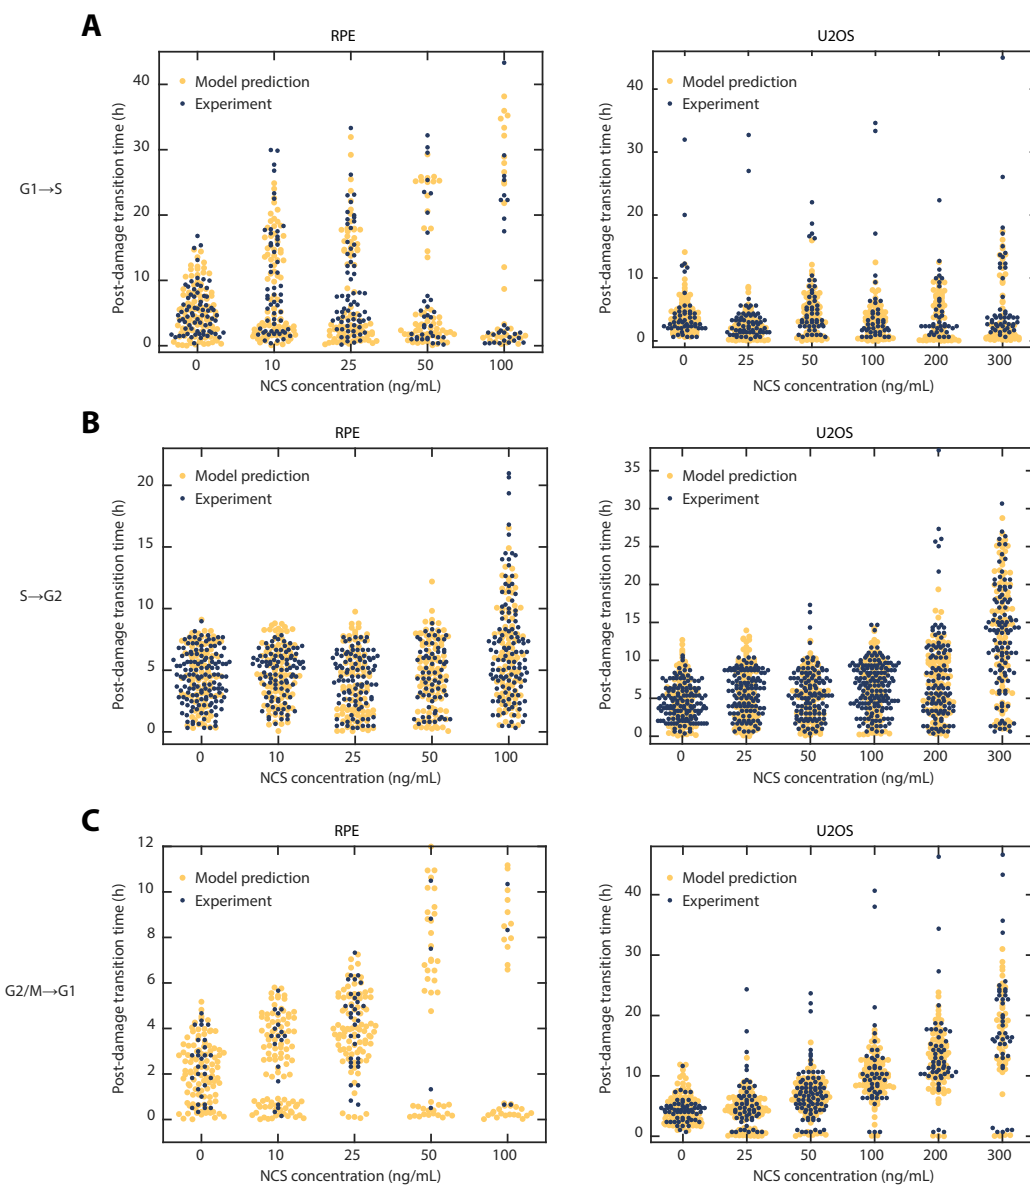 A
RPE
U2OS
G1→S
Post-damage transition time (h)
40
30
20
10
0
Model prediction
Experiment
0 10 25 50 100
NCS concentration (ng/mL)
Post-damage transition time (h)
40
30
20
10
0
Model prediction
Experiment
0 25 50 100 200 300
NCS concentration (ng/mL)
B
RPE
U2OS
S→G2
Post-damage transition time (h)
20
15
10
5
0
Model prediction
Experiment
0 10 25 50 100
NCS concentration (ng/mL)
Post-damage transition time (h)
35
30
25
20
15
10
5
0
Model prediction
Experiment
0 25 50 100 200 300
NCS concentration (ng/mL)
C
RPE
U2OS
G2/M→G1
Post-damage transition time (h)
12
10
8
6
4
2
0
Model prediction
Experiment
0 10 25 50 100
NCS concentration (ng/mL)
Post-damage transition time (h)
40
30
20
10
0
Model prediction
Experiment
0 25 50 100 200 300
NCS concentration (ng/mL)